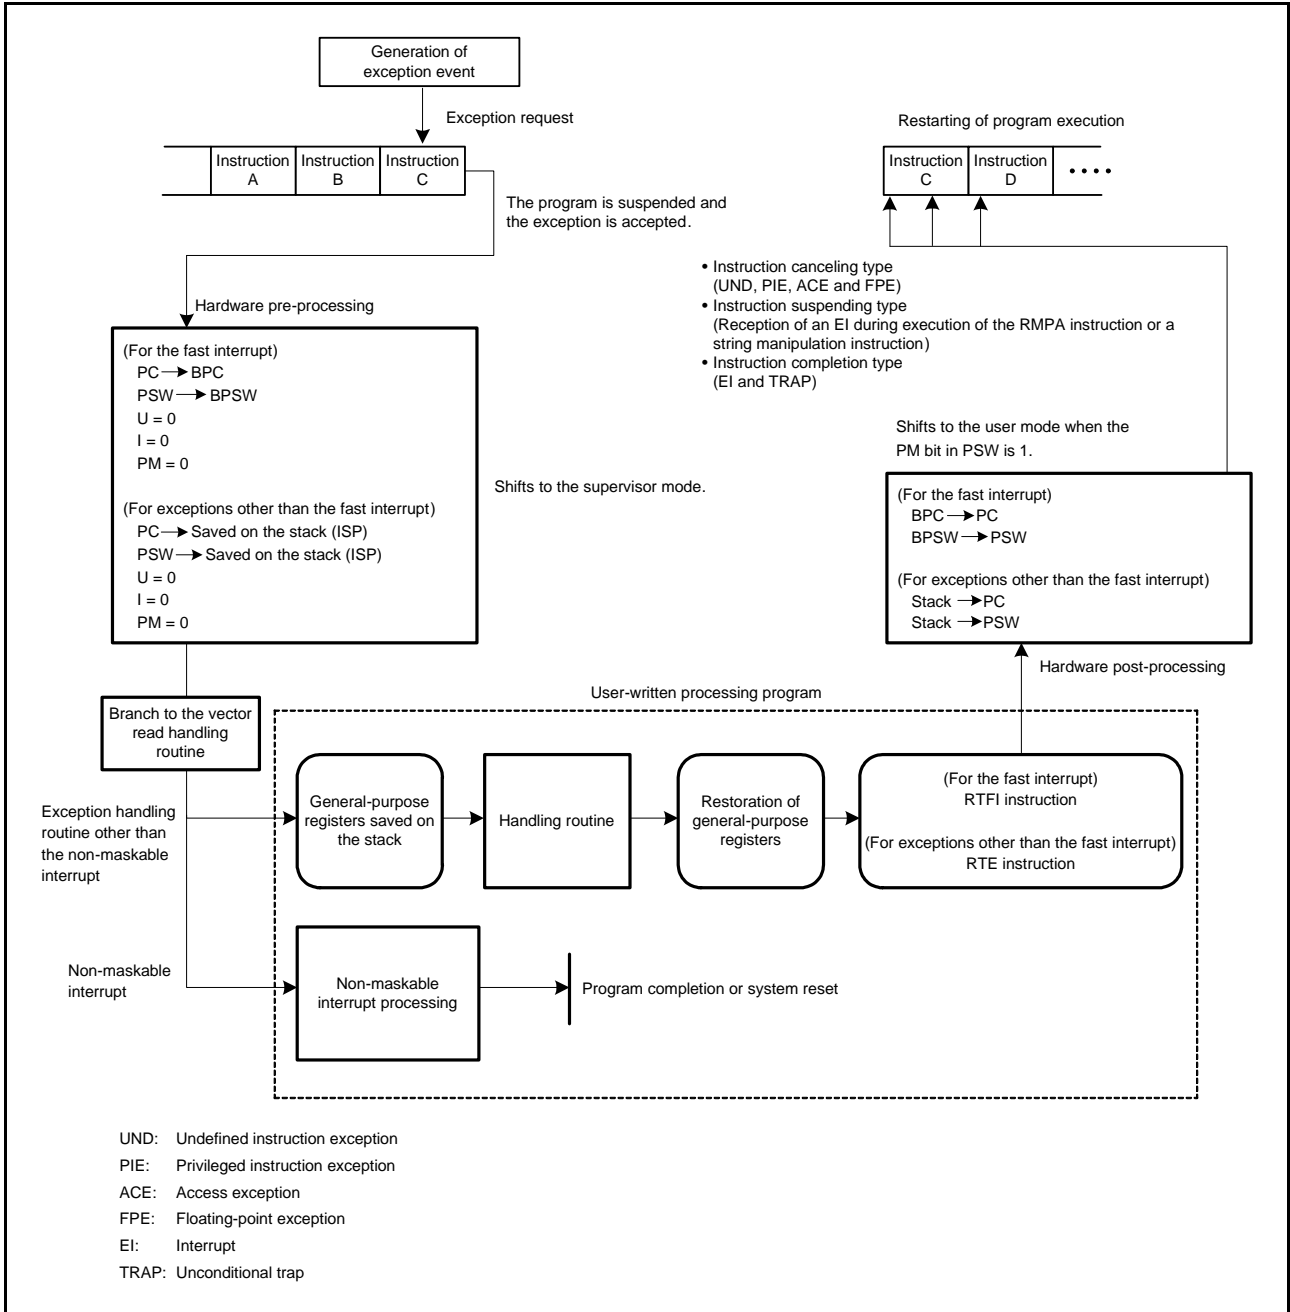 Generation of
exception event
Exception request
Instruction
A
Instruction
B
Instruction
C
The program is suspended and
the exception is accepted.
Restarting of program execution
Instruction
C
Instruction
D
• • • •
• Instruction canceling type
(UND, PIE, ACE and FPE)
• Instruction suspending type
(Reception of an EI during execution of the RMPA instruction or a
string manipulation instruction)
• Instruction completion type
(EI and TRAP)
Hardware pre-processing
(For the fast interrupt)
PC → BPC
PSW → BPSW
U = 0
I = 0
PM = 0
(For exceptions other than the fast interrupt)
PC → Saved on the stack (ISP)
PSW → Saved on the stack (ISP)
U = 0
I = 0
PM = 0
Shifts to the supervisor mode.
Shifts to the user mode when the
PM bit in PSW is 1.
(For the fast interrupt)
BPC → PC
BPSW → PSW
(For exceptions other than the fast interrupt)
Stack → PC
Stack → PSW
Hardware post-processing
User-written processing program
Branch to the vector
read handling
routine
Exception handling
routine other than
the non-maskable
interrupt
General-purpose
registers saved on
the stack
Handling routine
Restoration of
general-purpose
registers
(For the fast interrupt)
RTFI instruction
(For exceptions other than the fast interrupt)
RTE instruction
Non-maskable
interrupt
Non-maskable
interrupt processing
Program completion or system reset
UND: Undefined instruction exception
PIE: Privileged instruction exception
ACE: Access exception
FPE: Floating-point exception
EI: Interrupt
TRAP: Unconditional trap